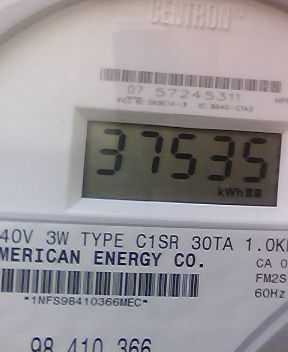 CENTRON®
07 57245311
37535
kWh
40V 3W TYPE C1SR 30TA 1.0K
MERICAN ENERGY CO.
CA 0
FM2S
60Hz
*1NFS98410366MEC*
98 410 366